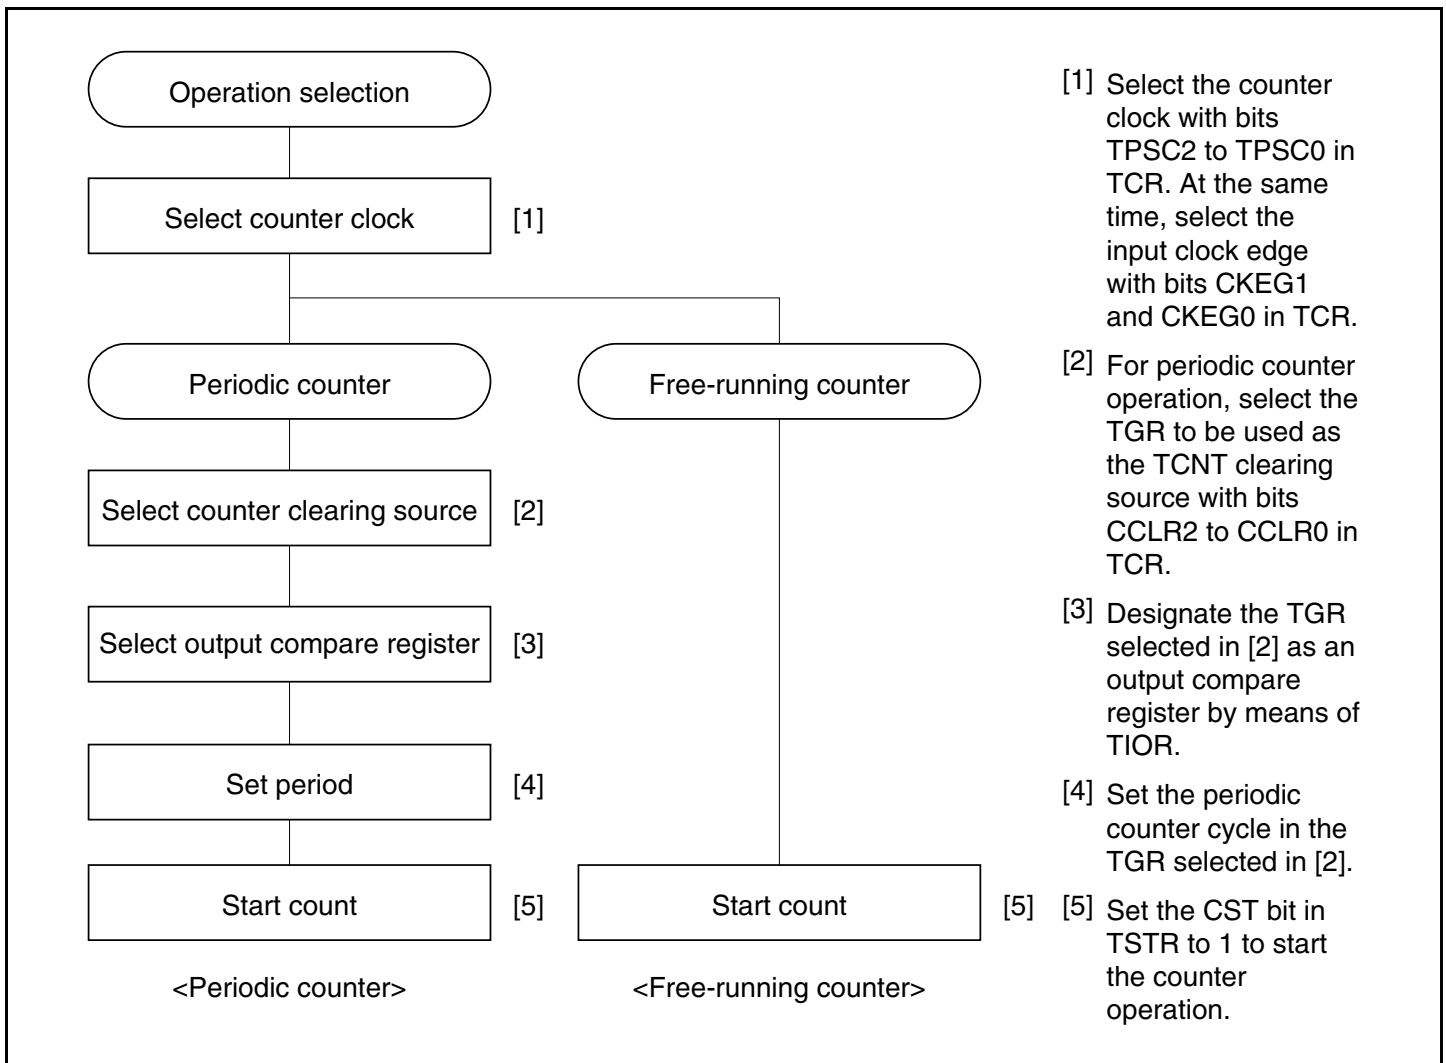 Operation selection
Select counter clock
[1]
Periodic counter
Free-running counter
Select counter clearing source
[2]
Select output compare register
[3]
Set period
[4]
Start count
[5]
Start count
[5]
<Periodic counter>
<Free-running counter>
[1] Select the counter
clock with bits
TPSC2 to TPSC0 in
TCR. At the same
time, select the
input clock edge
with bits CKEG1
and CKEG0 in TCR.
[2] For periodic counter
operation, select the
TGR to be used as
the TCNT clearing
source with bits
CCLR2 to CCLR0 in
TCR.
[3] Designate the TGR
selected in [2] as an
output compare
register by means of
TIOR.
[4] Set the periodic
counter cycle in the
TGR selected in [2].
[5] Set the CST bit in
TSTR to 1 to start
the counter
operation.